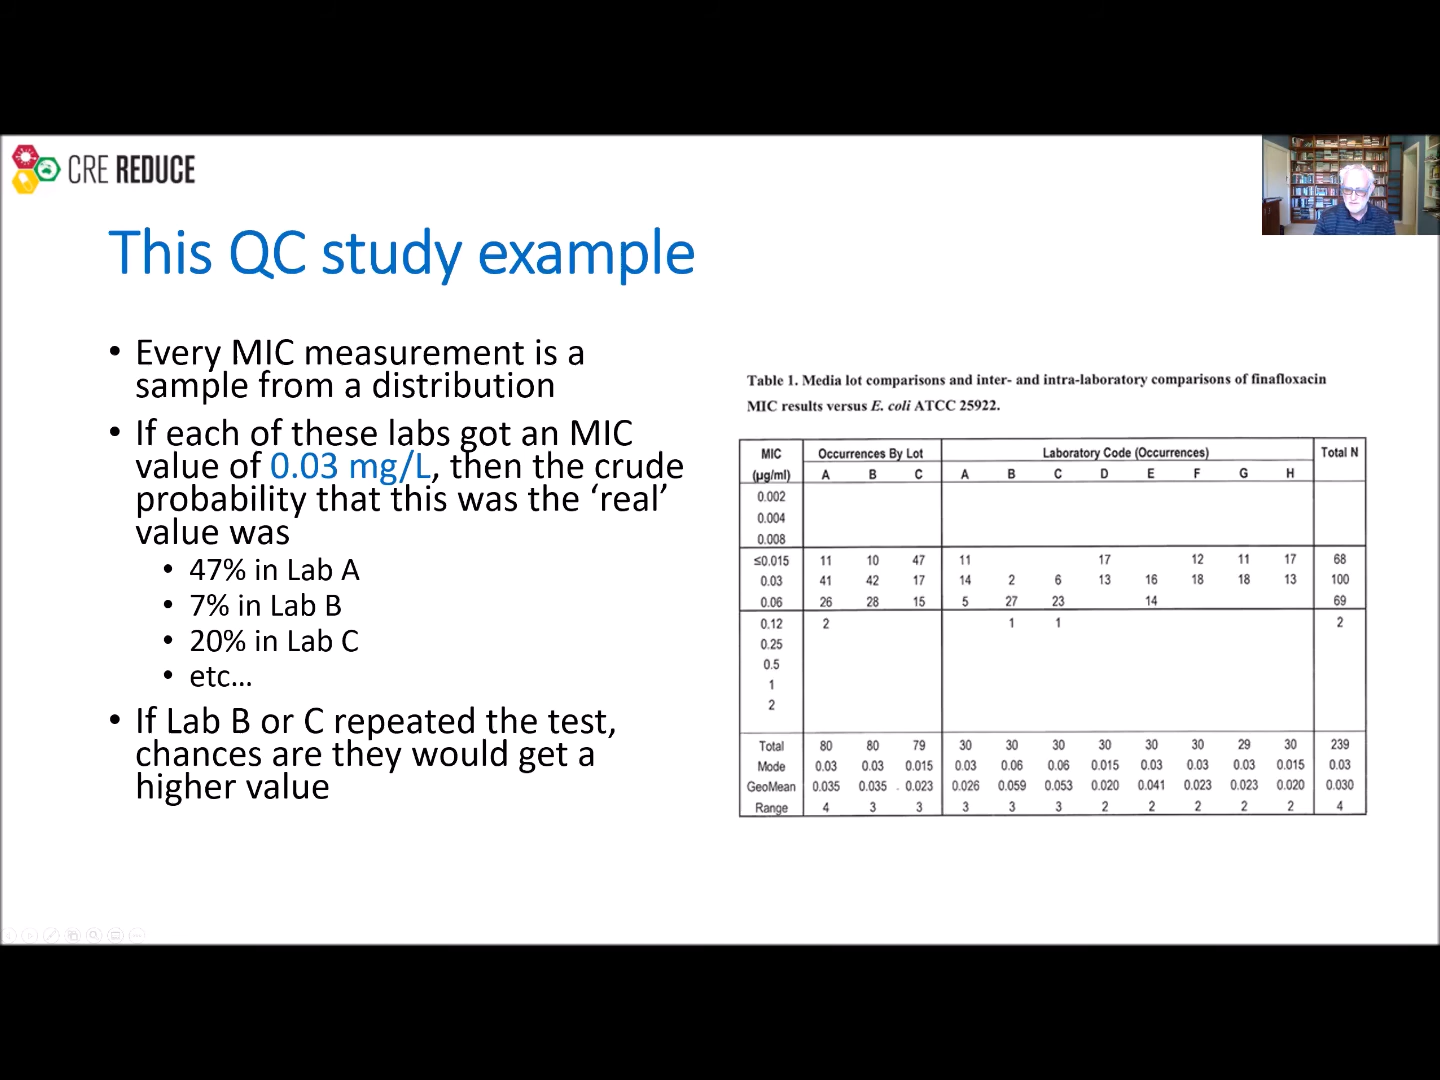 CRE REDUCE
This QC study example
• Every MIC measurement is a
sample from a distribution
• If each of these labs got an MIC
value of 0.03 mg/L, then the crude
probability that this was the ‘real’
value was
• 47% in Lab A
• 7% in Lab B
• 20% in Lab C
• etc…
• If Lab B or C repeated the test,
chances are they would get a
higher value
Table 1. Media lot comparisons and inter- and intra-laboratory comparisons of finafloxacin
MIC results versus E. coli ATCC 25922.
MIC Occurrences By Lot Laboratory Code (Occurrences) Total N
(µg/ml) A B C A B C D E F G H
0.002
0.004
0.008
≤0.015 11 10 47 11 17 12 11 17 68
0.03 41 42 17 14 2 6 13 16 18 18 13 100
0.06 26 28 15 5 27 23 14 69
0.12 2 1 1 2
0.25
0.5
1
2
Total 80 80 79 30 30 30 30 30 30 29 30 239
Mode 0.03 0.03 0.015 0.03 0.06 0.06 0.015 0.03 0.03 0.03 0.015 0.03
GeoMean 0.035 0.035 0.023 0.026 0.059 0.053 0.020 0.041 0.023 0.023 0.020 0.030
Range 4 3 3 3 3 3 2 2 2 2 2 4